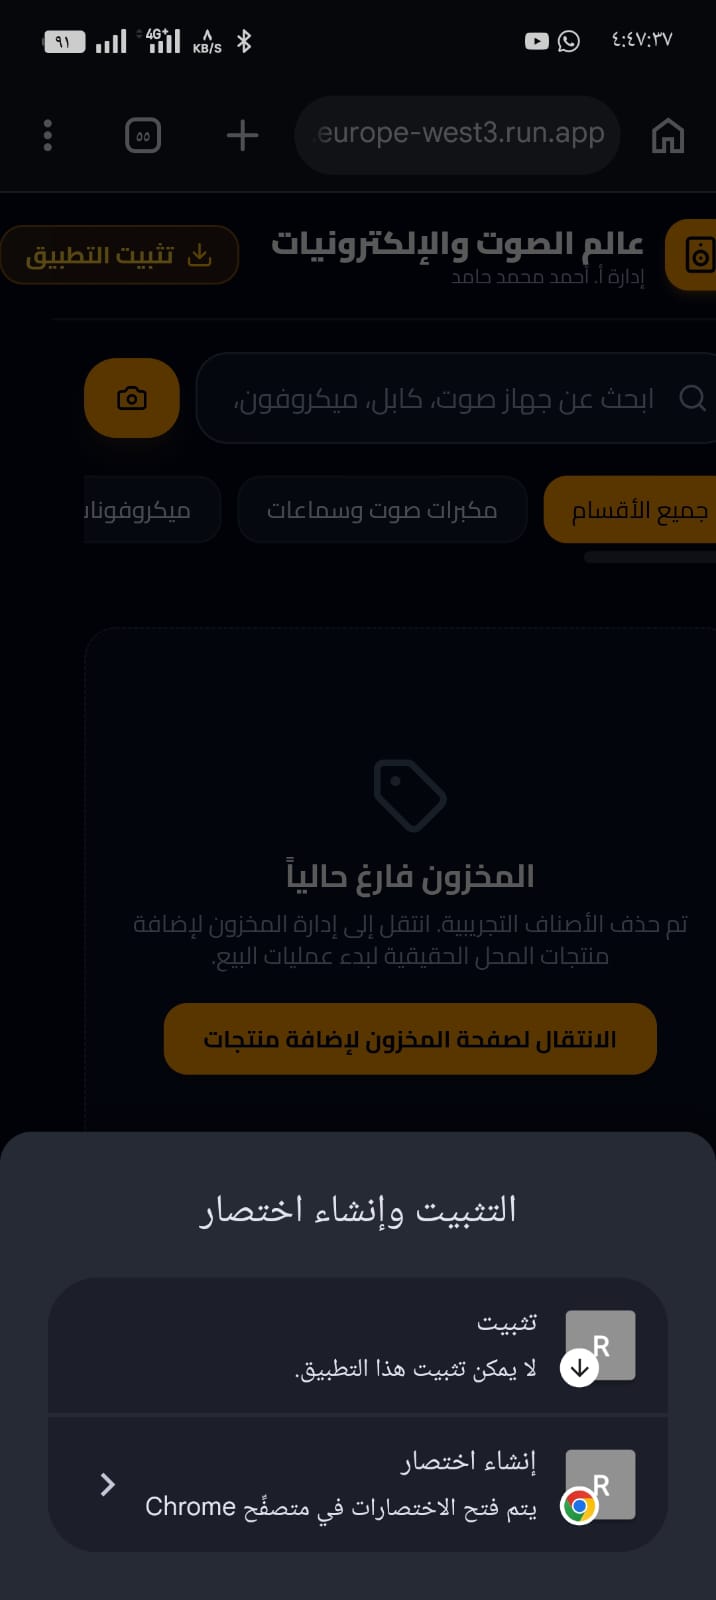 ٩١
4G+
KB/S
٤:٤٧:٣٧
٥٥
.europe-west3.run.app
عالم الصوت والإلكترونيات
إدارة أ. أحمد محمد حامد
تثبيت التطبيق
ابحث عن جهاز صوت، كابل، ميكروفون،
جميع الأقسام
مكبرات صوت وسماعات
ميكروفونا
المخزون فارغ حالياً
تم حذف الأصناف التجريبية. انتقل إلى إدارة المخزون لإضافة
منتجات المحل الحقيقية لبدء عمليات البيع.
الانتقال لصفحة المخزون لإضافة منتجات
التثبيت وإنشاء اختصار
R
تثبيت
لا يمكن تثبيت هذا التطبيق.
R
إنشاء اختصار
يتم فتح الاختصارات في متصفِّح Chrome